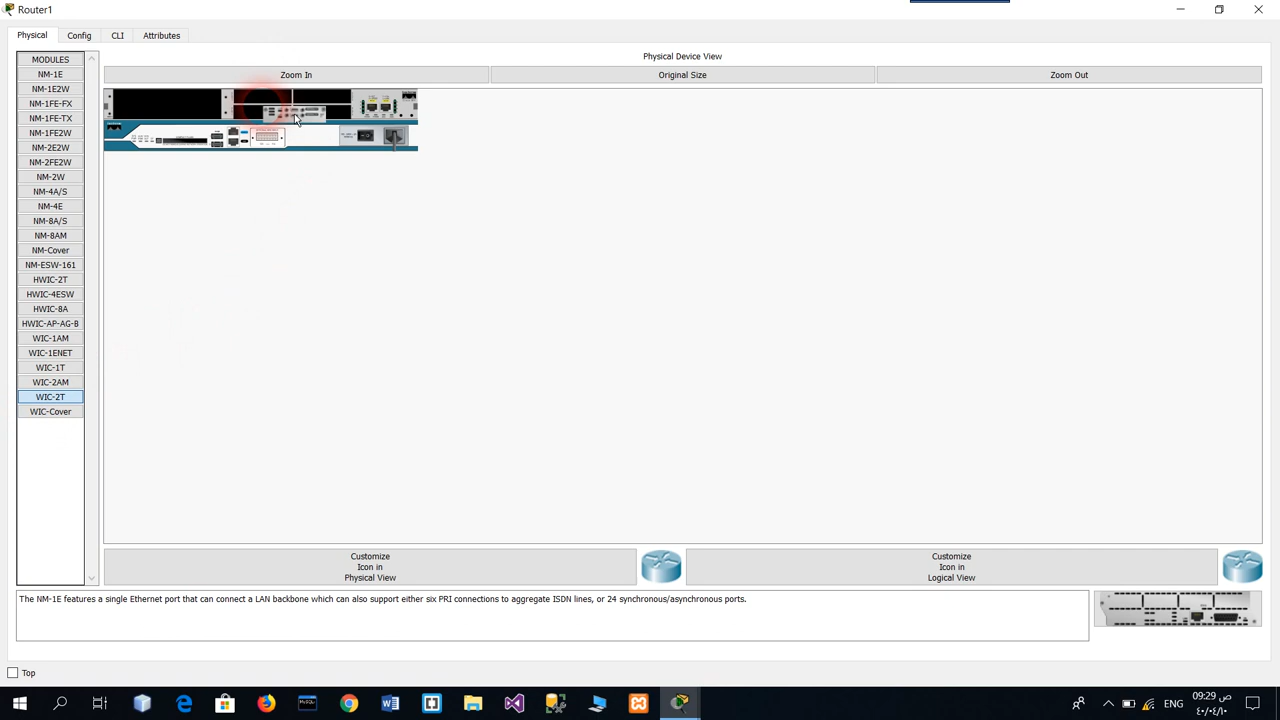 Router1
Physical
Config
CLI
Attributes
MODULES
NM-1E
NM-1E2W
NM-1FE-FX
NM-1FE-TX
NM-1FE2W
NM-2E2W
NM-2FE2W
NM-2W
NM-4A/S
NM-4E
NM-8A/S
NM-8AM
NM-Cover
NM-ESW-161
HWIC-2T
HWIC-4ESW
HWIC-8A
HWIC-AP-AG-B
WIC-1AM
WIC-1ENET
WIC-1T
WIC-2AM
WIC-2T
WIC-Cover
Physical Device View
Zoom In
Original Size
Zoom Out
Customize
Icon in
Physical View
Customize
Icon in
Logical View
The NM-1E features a single Ethernet port that can connect a LAN backbone which can also support either six PRI connections to aggregate ISDN lines, or 24 synchronous/asynchronous ports.
Top
ENG
09:29 ص
٤٠/٠٤/١٠